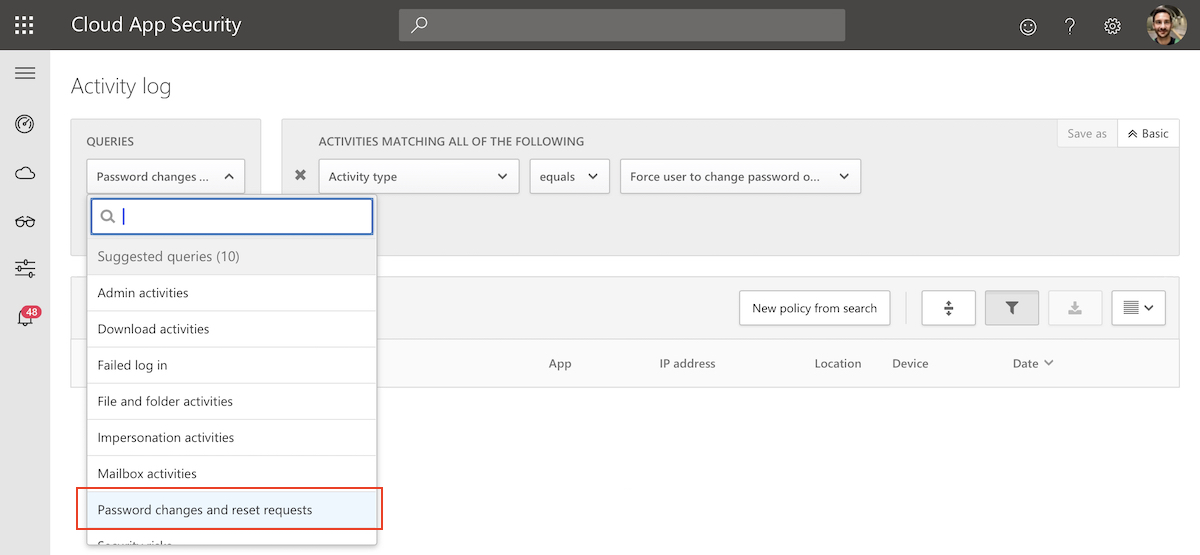 Cloud App Security
Activity log
QUERIES
ACTIVITIES MATCHING ALL OF THE FOLLOWING
Save as
Basic
Password changes ...
Activity type
equals
Force user to change password o...
Suggested queries (10)
Admin activities
Download activities
Failed log in
File and folder activities
Impersonation activities
Mailbox activities
Password changes and reset requests
Security risks
48
New policy from search
App
IP address
Location
Device
Date